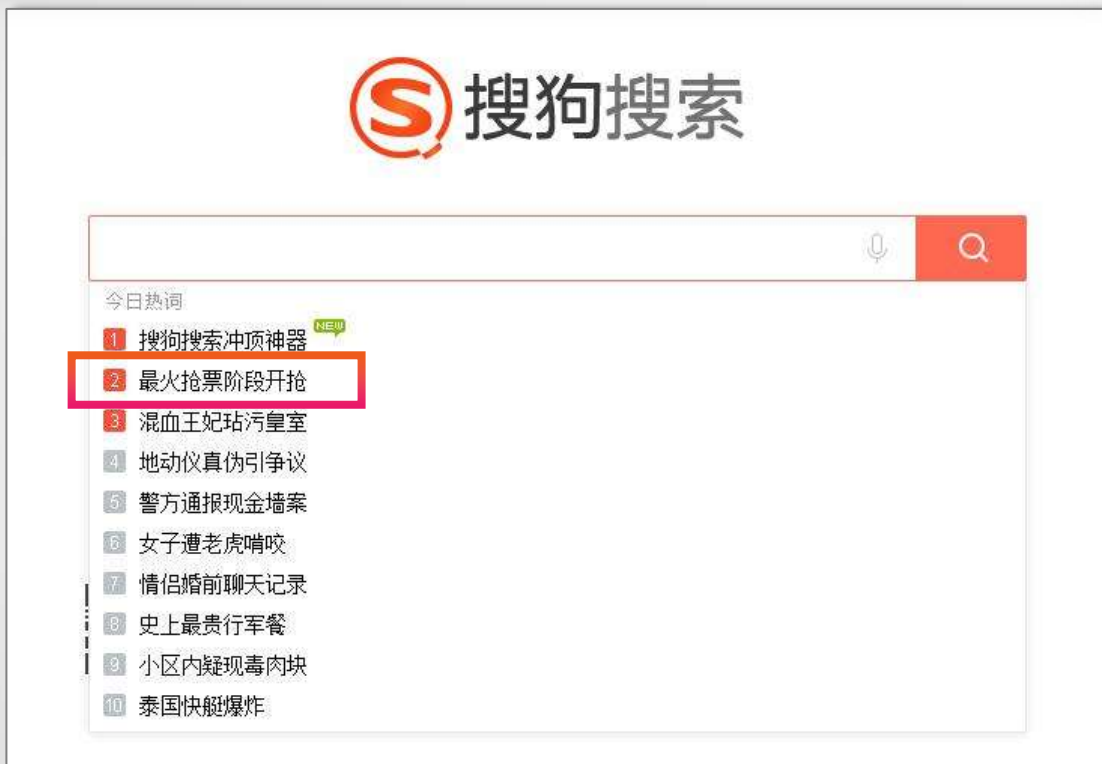 搜狗搜索
今日热词
1 搜狗搜索冲顶神器 NEW
2 最火抢票阶段开抢
3 混血王妃玷污皇室
4 地动仪真伪引争议
5 警方通报现金墙案
6 女子遭老虎啃咬
7 情侣婚前聊天记录
8 史上最贵行军餐
9 小区内疑现毒肉块
10 泰国快艇爆炸